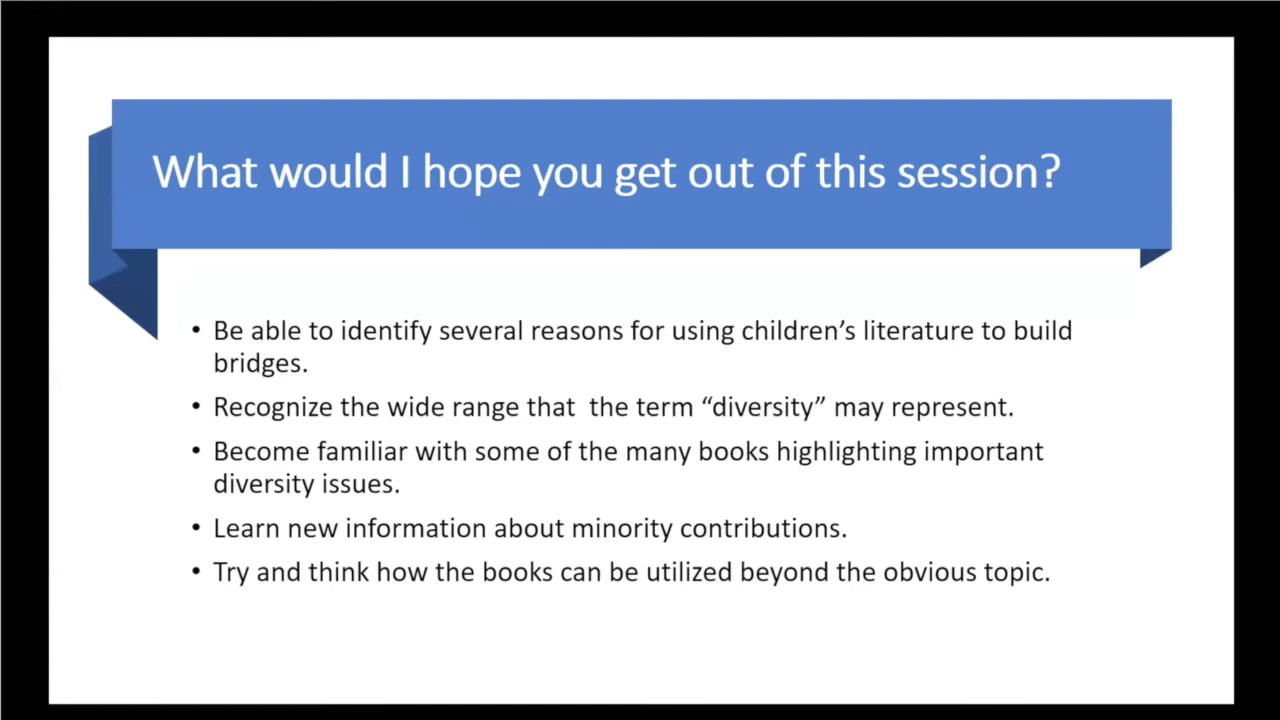 What would I hope you get out of this session?
• Be able to identify several reasons for using children’s literature to build
bridges.
• Recognize the wide range that  the term “diversity” may represent.
• Become familiar with some of the many books highlighting important
diversity issues.
• Learn new information about minority contributions.
• Try and think how the books can be utilized beyond the obvious topic.